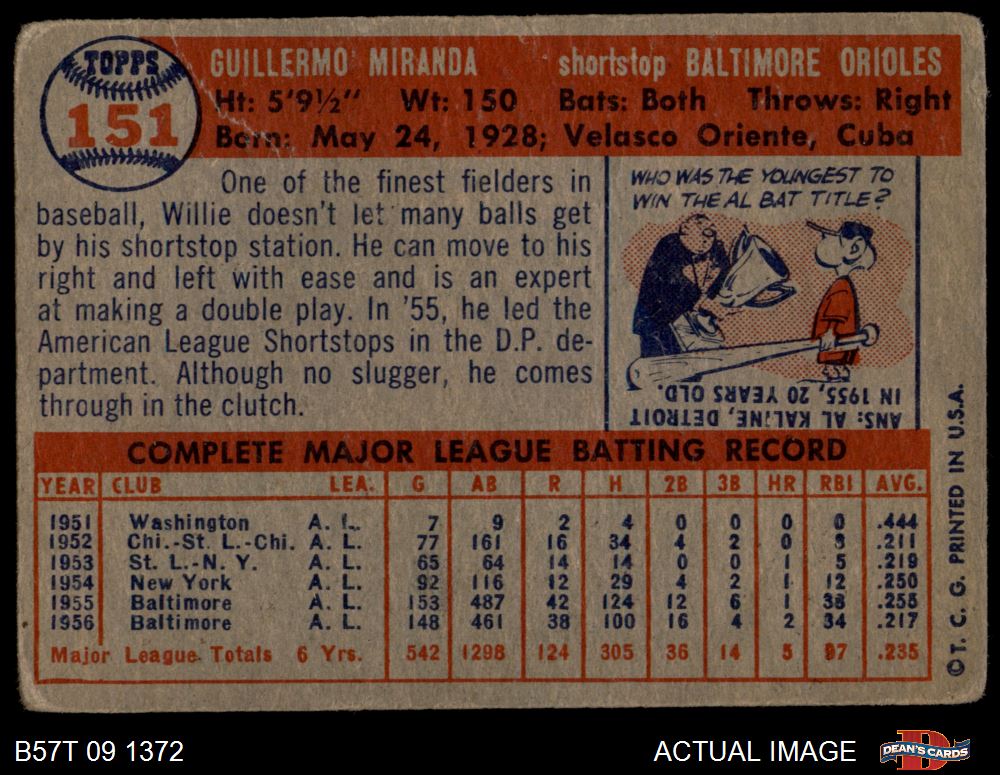 TOPPS
151
GUILLERMO MIRANDA shortstop BALTIMORE ORIOLES
Ht: 5'9½" Wt: 150 Bats: Both Throws: Right
Born: May 24, 1928; Velasco Oriente, Cuba
One of the finest fielders in
baseball, Willie doesn't let many balls get
by his shortstop station. He can move to his
right and left with ease and is an expert
at making a double play. In '55, he led the
American League Shortstops in the D.P. de-
partment. Although no slugger, he comes
through in the clutch.
WHO WAS THE YOUNGEST TO
WIN THE AL BAT TITLE?
ANS: AL KALINE, DETROIT
IN 1955, 20 YEARS OLD.
COMPLETE MAJOR LEAGUE BATTING RECORD
YEAR CLUB LEA. G AB R H 2B 3B HR RBI AVG.
1951 Washington A. L. 7 9 2 4 0 0 0 0 .444
1952 Chi.-St. L.-Chi. A. L. 77 161 16 34 4 2 0 .211
1953 St. L.-N. Y. A. L. 65 64 14 14 0 0 1 5 .219
1954 New York A. L. 92 116 12 29 4 2 1 12 .250
1955 Baltimore A. L. 153 487 42 124 12 6 1 38 .255
1956 Baltimore A. L. 148 461 38 100 16 4 2 34 .217
Major League Totals 6 Yrs. 542 1298 124 305 36 14 5 97 .235
©T. C. G. PRINTED IN U.S.A.
B57T 09 1372
ACTUAL IMAGE
DEAN'S CARDS